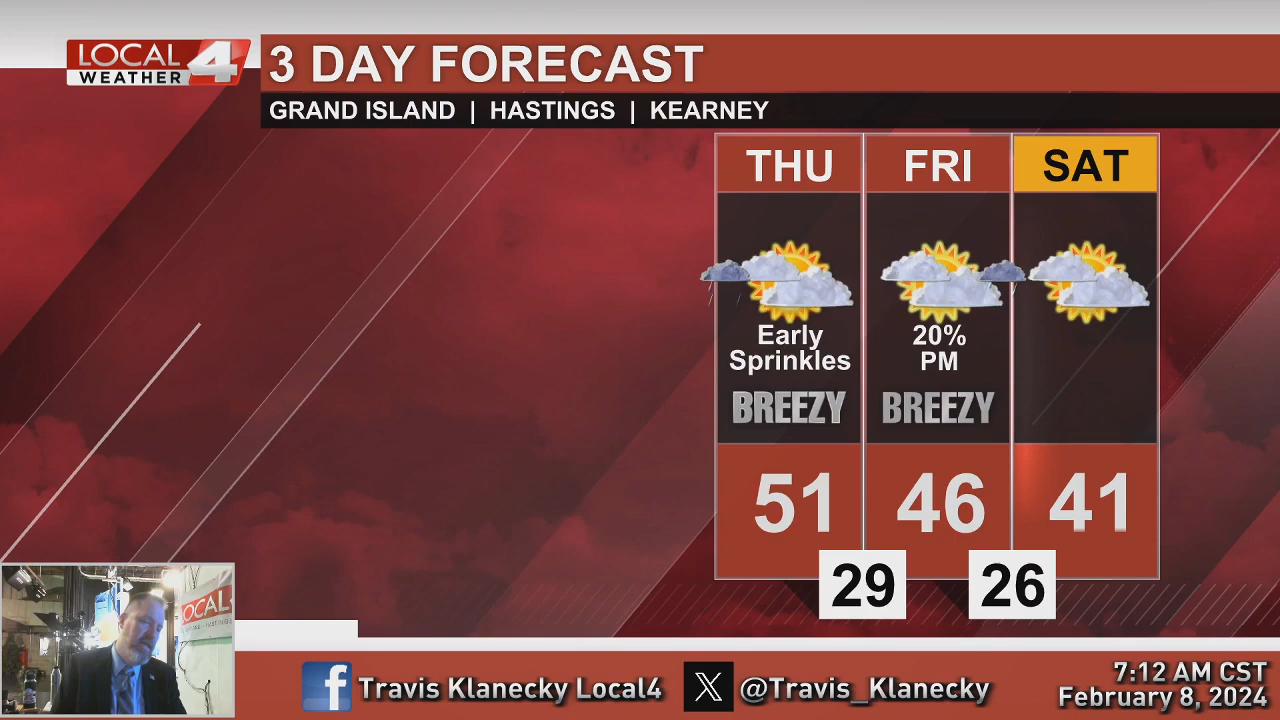 LOCAL
WEATHER 4
3 DAY FORECAST
GRAND ISLAND | HASTINGS | KEARNEY
THU
FRI
SAT
Early
Sprinkles
20%
PM
BREEZY
BREEZY
51
46
41
29
26
LOCAL
f Travis Klanecky Local4
X @Travis_Klanecky
7:12 AM CST
February 8, 2024